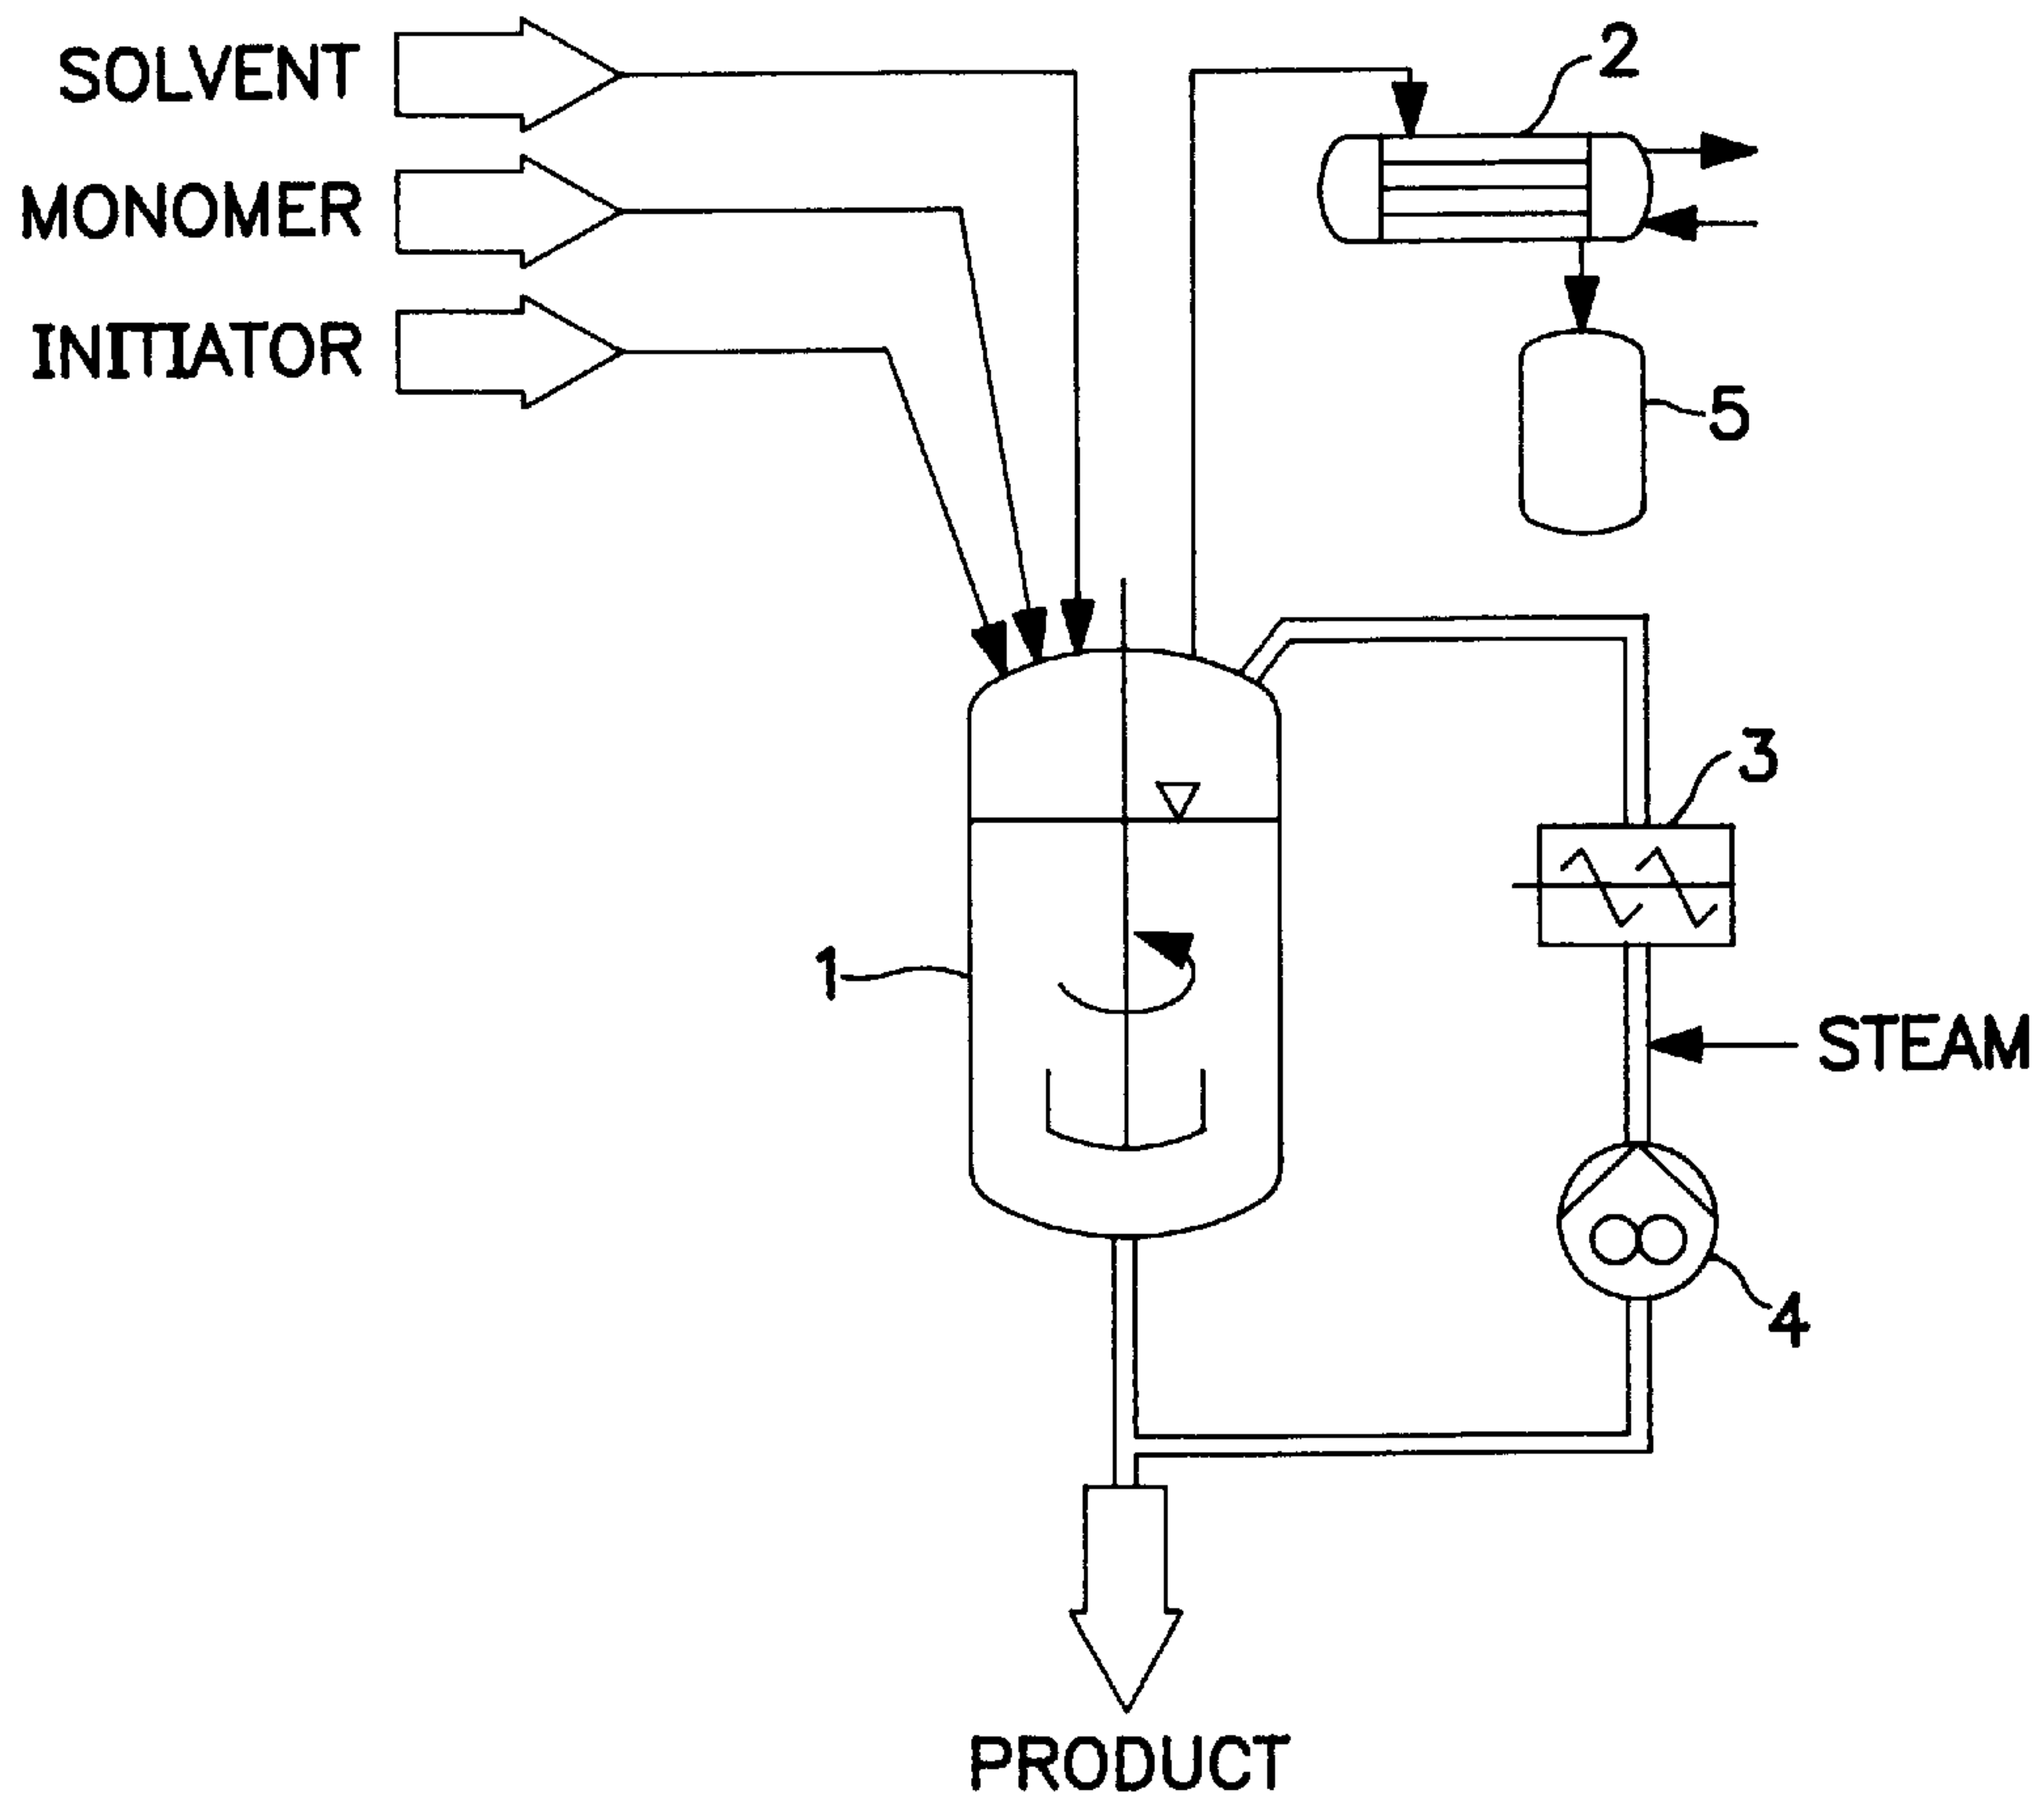 SOLVENT
MONOMER
INITIATOR
2
5
3
1
STEAM
4
PRODUCT